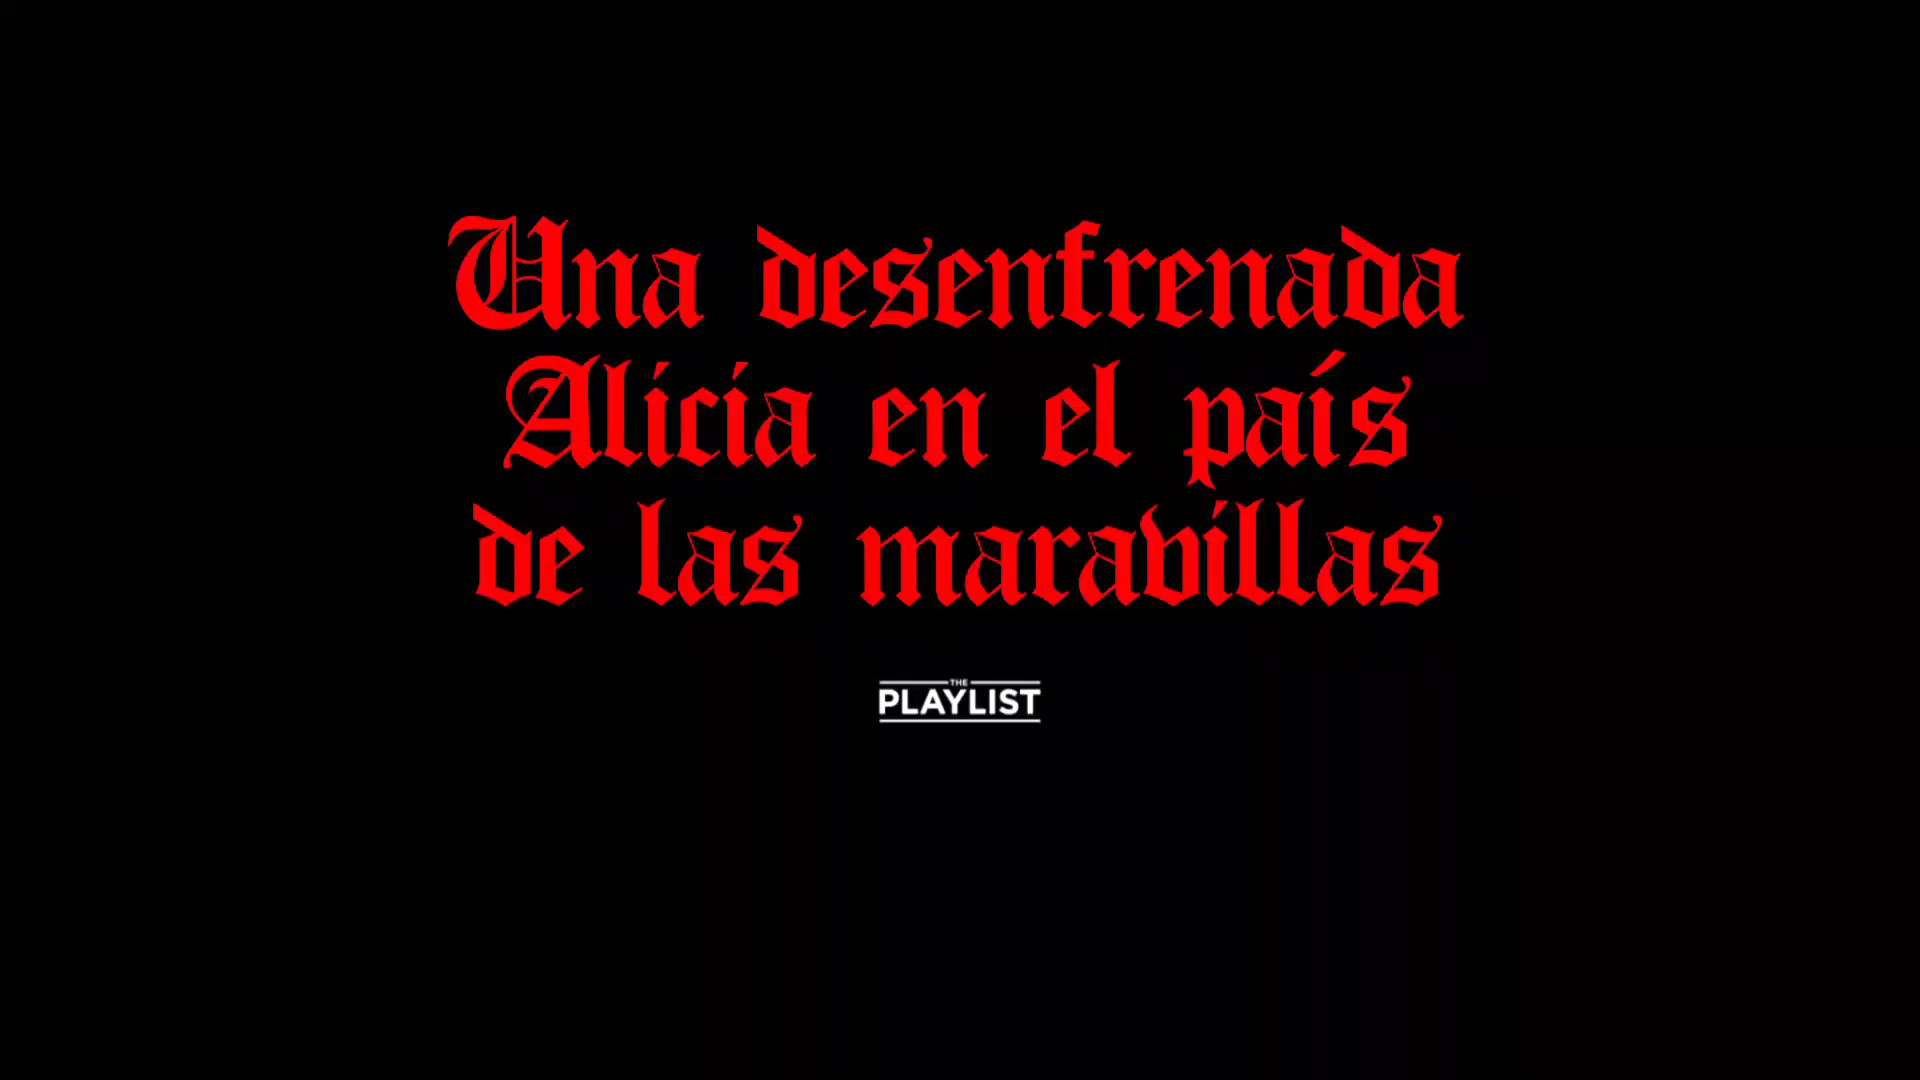 Una desenfrenada
Alicia en el país
de las maravillas
THE
PLAYLIST